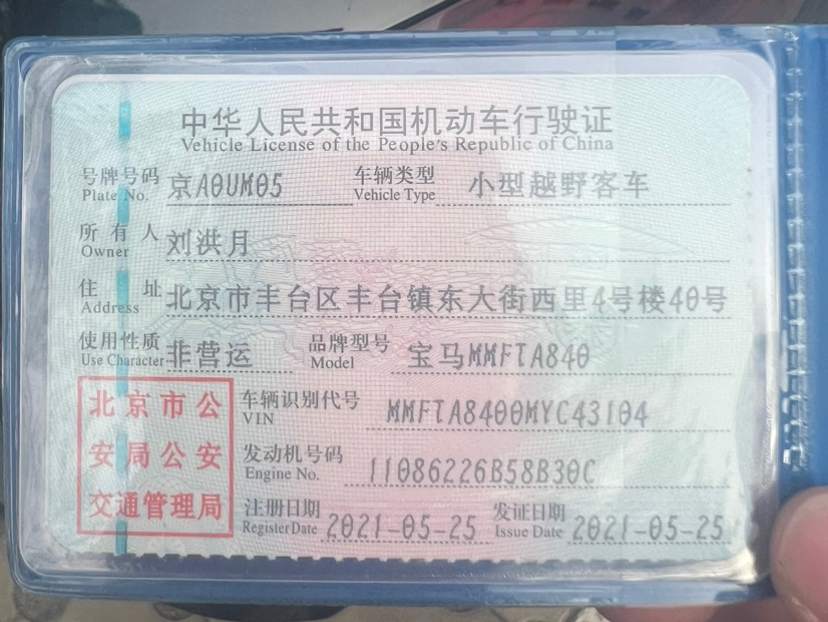 中华人民共和国机动车行驶证
Vehicle License of the People's Republic of China
号牌号码 京A0UM05 车辆类型 小型越野客车
Plate No. Vehicle Type
所有人 刘洪月
Owner
住址 北京市丰台区丰台镇东大街西里4号楼40号
Address
使用性质 非营运 品牌型号 宝马MMFTA840
Use Character Model
北京市公
安局公安
交通管理局
车辆识别代号 MMFTA8400MYC43104
VIN
发动机号码 11086226B58B30C
Engine No.
注册日期 2021-05-25 发证日期 2021-05-25
Register Date Issue Date